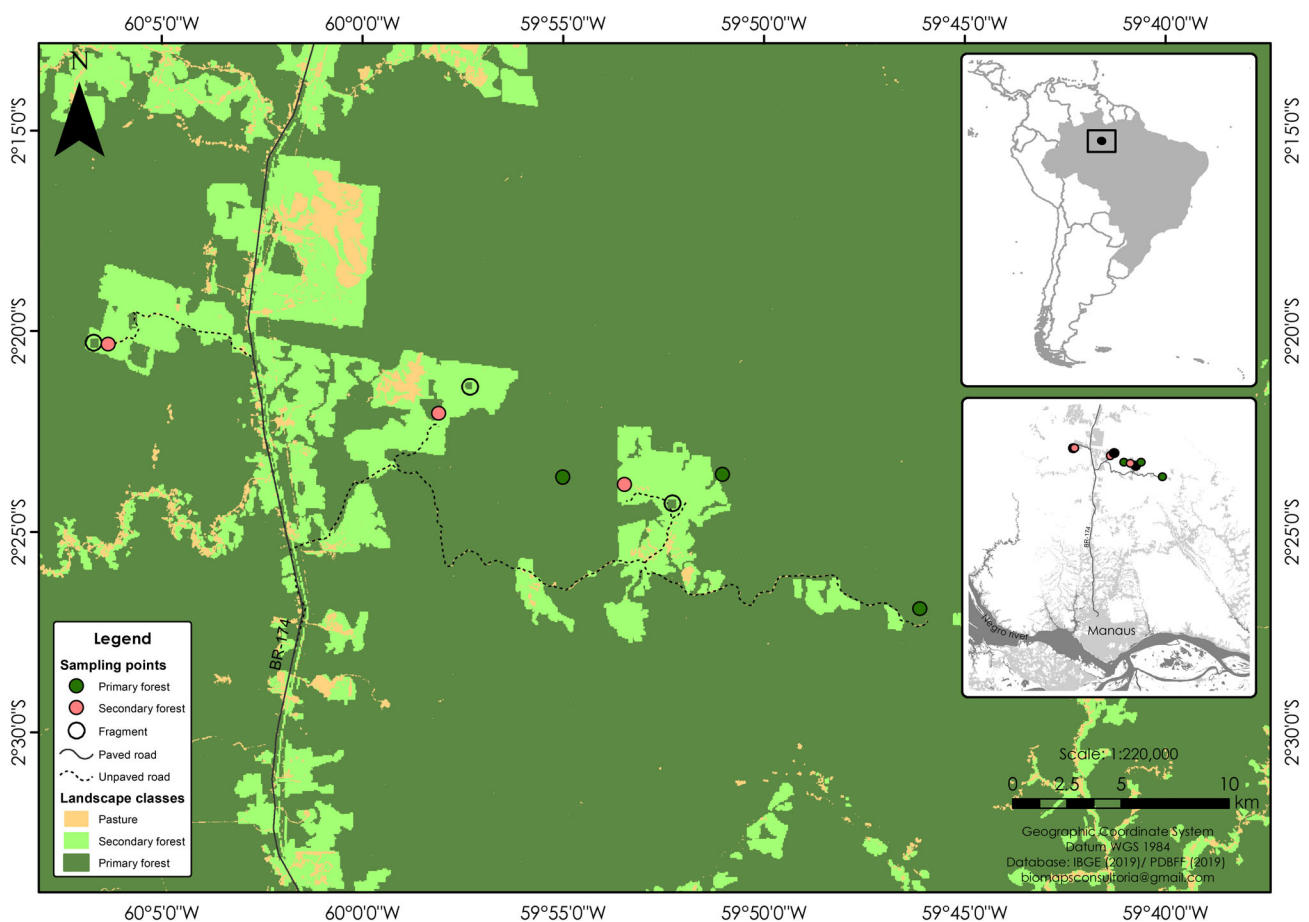 60°5'0"W 60°0'0"W 59°55'0"W 59°50'0"W 59°45'0"W 59°40'0"W
N
2°15'0"S
2°20'0"S
2°25'0"S
2°30'0"S
2°15'0"S
2°20'0"S
2°25'0"S
2°30'0"S
BR-174
BR-174
Negro river
Manaus
Legend
Sampling points
Primary forest
Secondary forest
Fragment
Paved road
Unpaved road
Landscape classes
Pasture
Secondary forest
Primary forest
Scale: 1:220,000
0 2.5 5 10
km
Geographic Coordinate System
Datum WGS 1984
Database: IBGE (2019)/ PDBFF (2019)
biomapsconsultoria@gmail.com
60°5'0"W 60°0'0"W 59°55'0"W 59°50'0"W 59°45'0"W 59°40'0"W